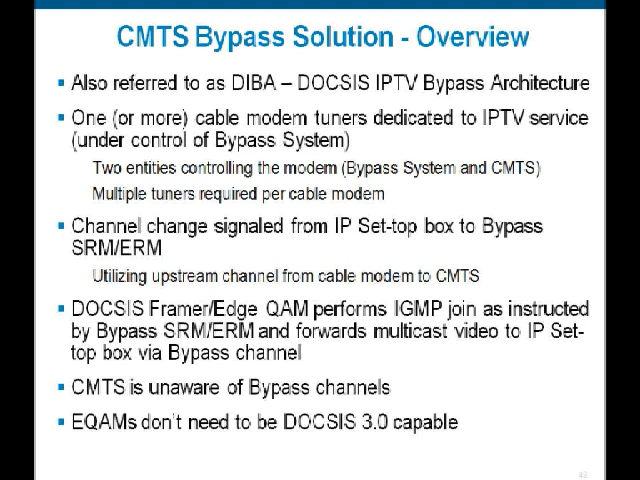 CMTS Bypass Solution - Overview
Also referred to as DIBA – DOCSIS IPTV Bypass Architecture
One (or more) cable modem tuners dedicated to IPTV service
(under control of Bypass System)
Two entities controlling the modem (Bypass System and CMTS)
Multiple tuners required per cable modem
Channel change signaled from IP Set-top box to Bypass
SRM/ERM
Utilizing upstream channel from cable modem to CMTS
DOCSIS Framer/Edge QAM performs IGMP join as instructed
by Bypass SRM/ERM and forwards multicast video to IP Set-
top box via Bypass channel
CMTS is unaware of Bypass channels
EQAMs don't need to be DOCSIS 3.0 capable